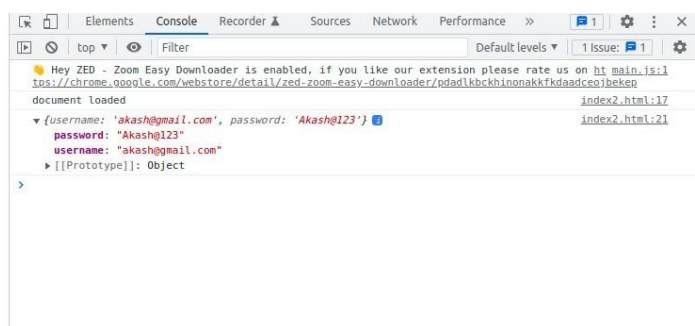 Elements Console Recorder Sources Network Performance » 1
top ▼ Filter Default levels ▼ 1 Issue: 1
👋 Hey ZED - Zoom Easy Downloader is enabled, if you like our extension please rate us on ht main.js:1
tps://chrome.google.com/webstore/detail/zed-zoom-easy-downloader/pdadlkbckhinonakkfkdaadceojbekep
document loaded index2.html:17
▼ {username: 'akash@gmail.com', password: 'Akash@123'} i index2.html:21
password: "Akash@123"
username: "akash@gmail.com"
▶ [[Prototype]]: Object
>